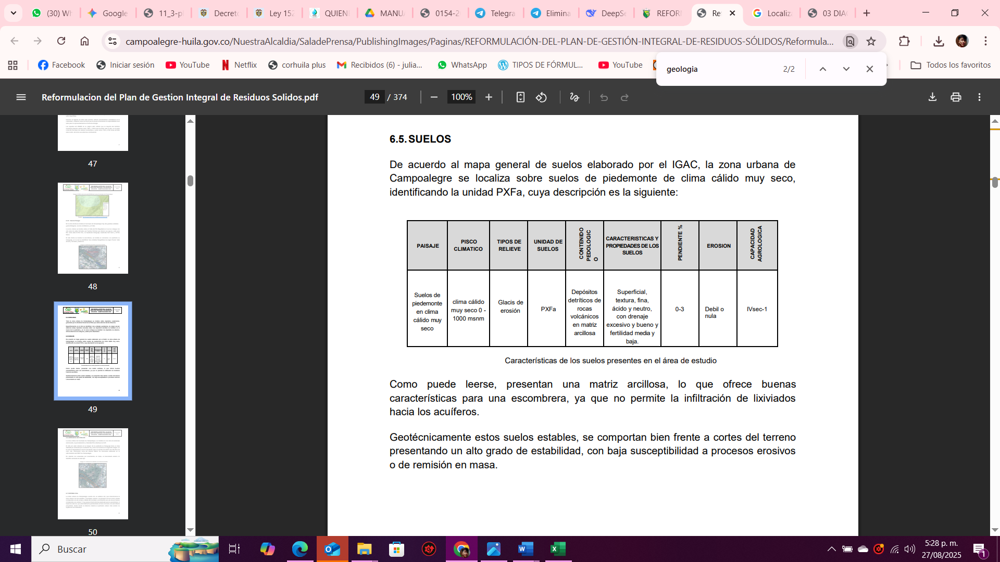 (30) Wh
Google
11_3-pl
Decreto
Ley 152
QUIEN
MANUA
0154-2
Telegra
Elimina
DeepSe
REFORM
Re
Localiza
03 DIAG
campoalegre-huila.gov.co/NuestraAlcaldia/SaladePrensa/PublishingImages/Paginas/REFORMULACIÓN-DEL-PLAN-DE-GESTIÓN-INTEGRAL-DE-RESIDUOS-SÓLIDOS/Reformula...
Facebook
Iniciar sesión
YouTube
Netflix
corhuila plus
Recibidos (6) - julia...
WhatsApp
TIPOS DE FÓRMUL...
YouTube
Todos los favoritos
geologia
2/2
Reformulacion del Plan de Gestion Integral de Residuos Solidos.pdf
49 / 374
100%
47
48
49
50
6.5. SUELOS
De acuerdo al mapa general de suelos elaborado por el IGAC, la zona urbana de
Campoalegre se localiza sobre suelos de piedemonte de clima cálido muy seco,
identificando la unidad PXFa, cuya descripción es la siguiente:
PAISAJE
PISCO
CLIMATICO
TIPOS DE
RELIEVE
UNIDAD DE
SUELOS
CONTENIDO
PEDOLOGIC
O
CARACTERISTICAS Y
PROPIEDADES DE LOS
SUELOS
PENDIENTE %
EROSION
CAPACIDAD
AGROLOGICA
Suelos de
piedemonte
en clima
cálido muy
seco
clima cálido
muy seco 0 -
1000 msnm
Glacis de
erosión
PXFa
Depósitos
detríticos de
rocas
volcánicos
en matriz
arcillosa
Superficial,
textura, fina,
ácido y neutro,
con drenaje
excesivo y bueno y
fertilidad media y
baja.
0-3
Debil o
nula
IVsec-1
Características de los suelos presentes en el área de estudio
Como puede leerse, presentan una matriz arcillosa, lo que ofrece buenas
características para una escombrera, ya que no permite la infiltración de lixiviados
hacia los acuíferos.
Geotécnicamente estos suelos estables, se comportan bien frente a cortes del terreno
presentando un alto grado de estabilidad, con baja susceptibilidad a procesos erosivos
o de remisión en masa.
Buscar
5:28 p. m.
27/08/2025
1